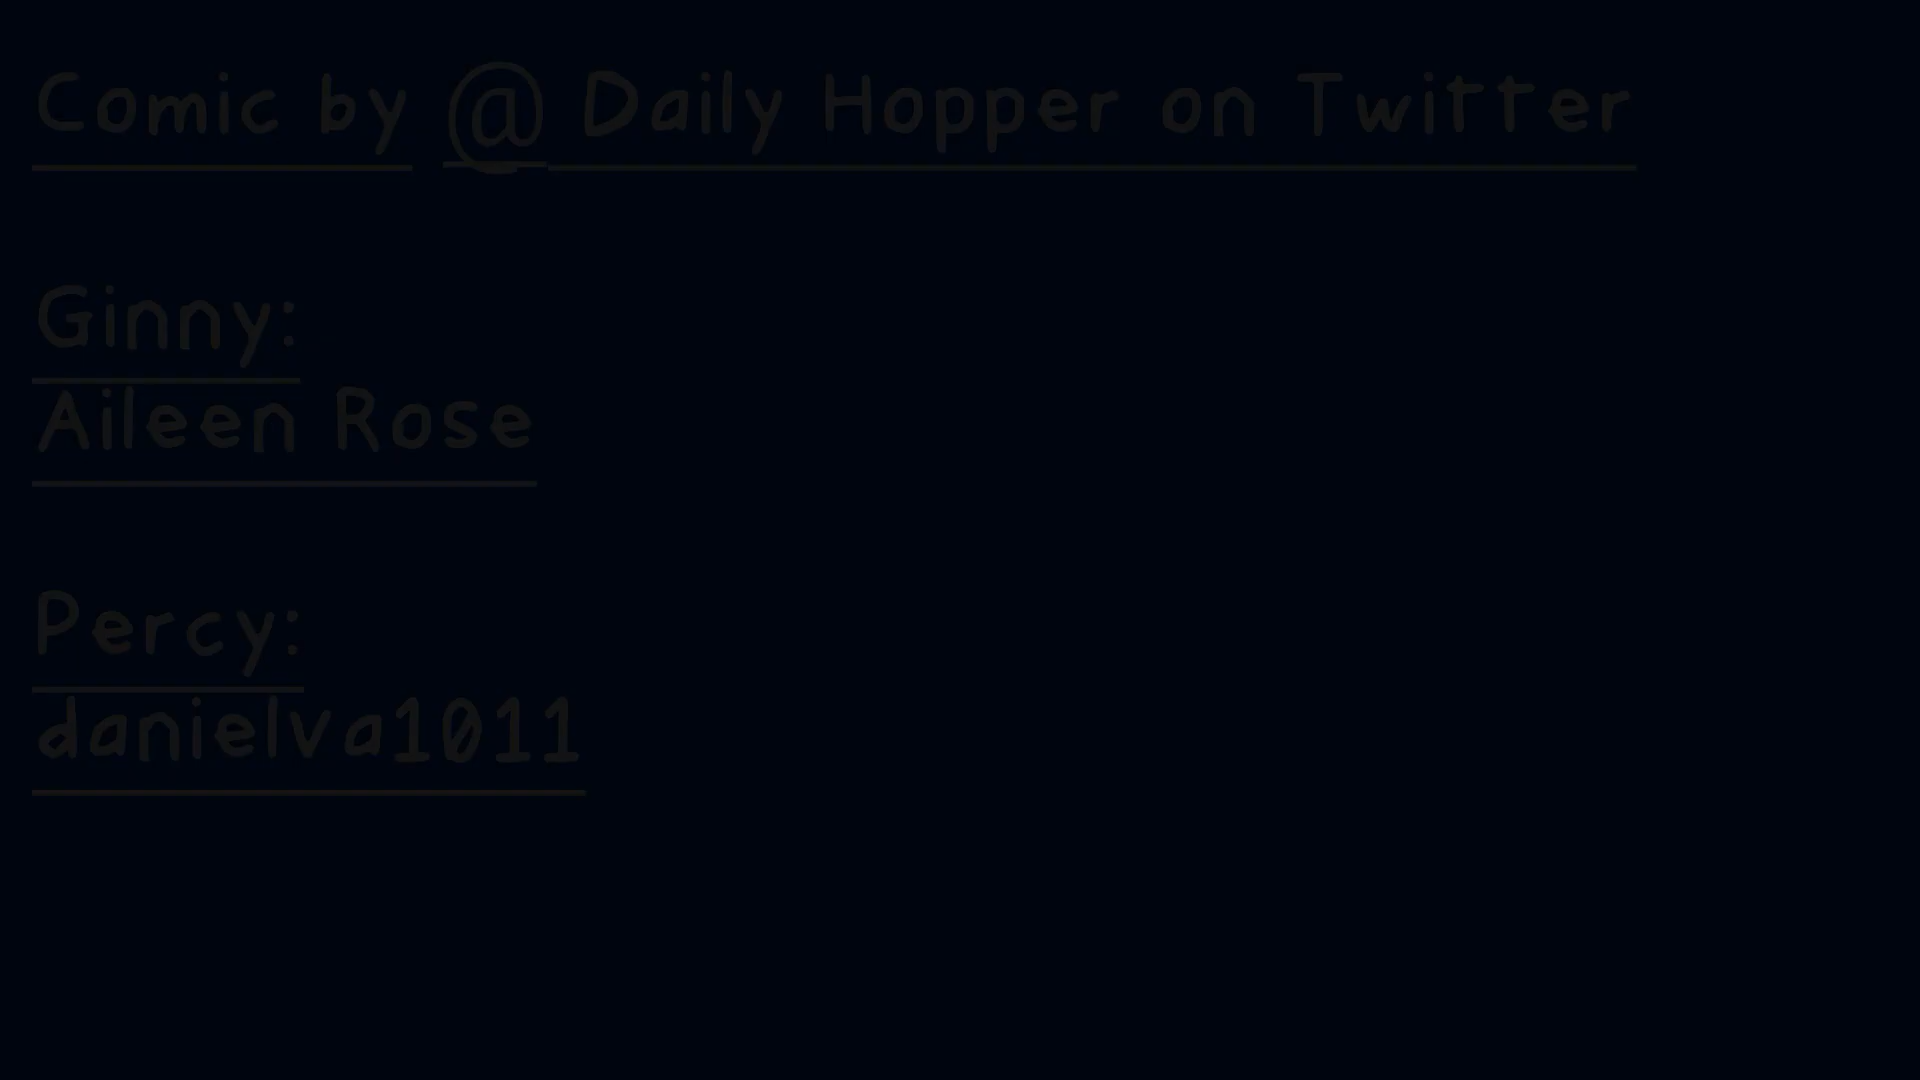 Comic by @ Daily Hopper on Twitter
Ginny:
Aileen Rose
Percy:
danielva1011